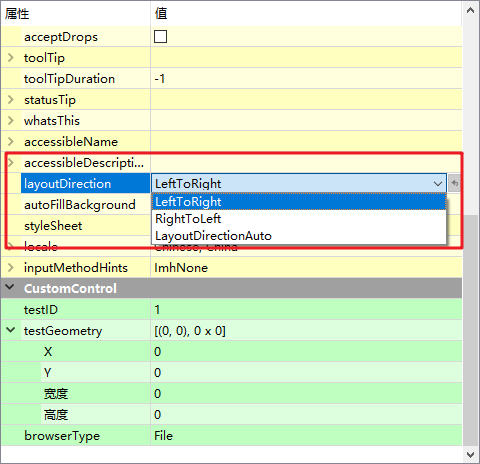 属性 值
acceptDrops
toolTip
toolTipDuration -1
statusTip
whatsThis
accessibleName
accessibleDescripti...
layoutDirection LeftToRight
autoFillBackground LeftToRight
RightToLeft
styleSheet
LayoutDirectionAuto
locale Chinese, China
inputMethodHints ImhNone
CustomControl
testID 1
testGeometry [(0, 0), 0 x 0]
X 0
Y 0
宽度 0
高度 0
browserType File